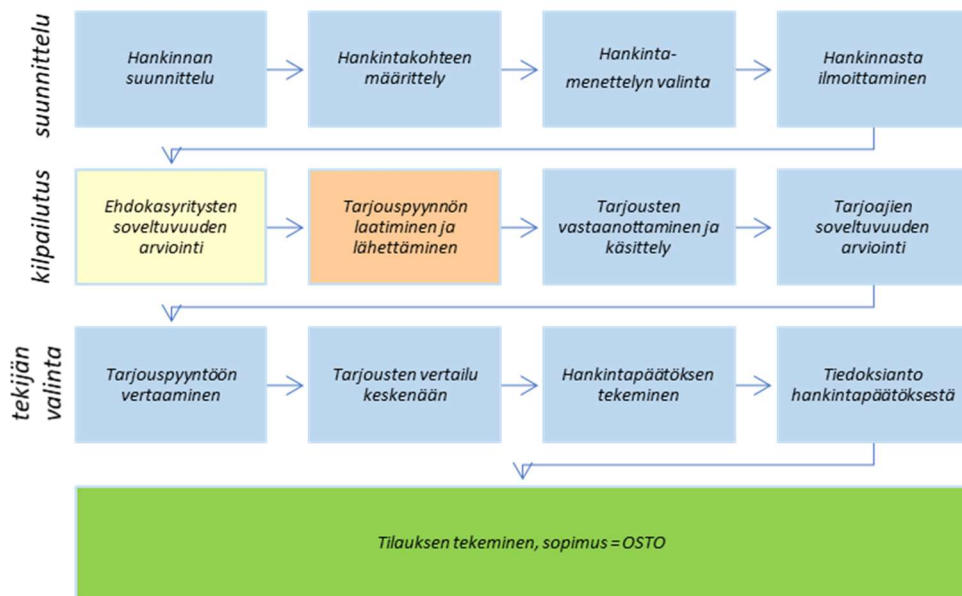 suunnittelu
Hankinnan
suunnittelu
Hankintakohteen
määrittely
Hankinta-
menettelyn valinta
Hankinnasta
ilmoittaminen
kilpailutus
Ehdokasyritysten
soveltuvuuden
arviointi
Tarjouspyynnön
laatiminen ja
lähettäminen
Tarjousten
vastaanottaminen ja
käsittely
Tarjoajien
soveltuvuuden
arviointi
tekijän
valinta
Tarjouspyyntöön
vertaaminen
Tarjousten vertailu
keskenään
Hankintapäätöksen
tekeminen
Tiedoksianto
hankintapäätöksestä
Tilauksen tekeminen, sopimus = OSTO